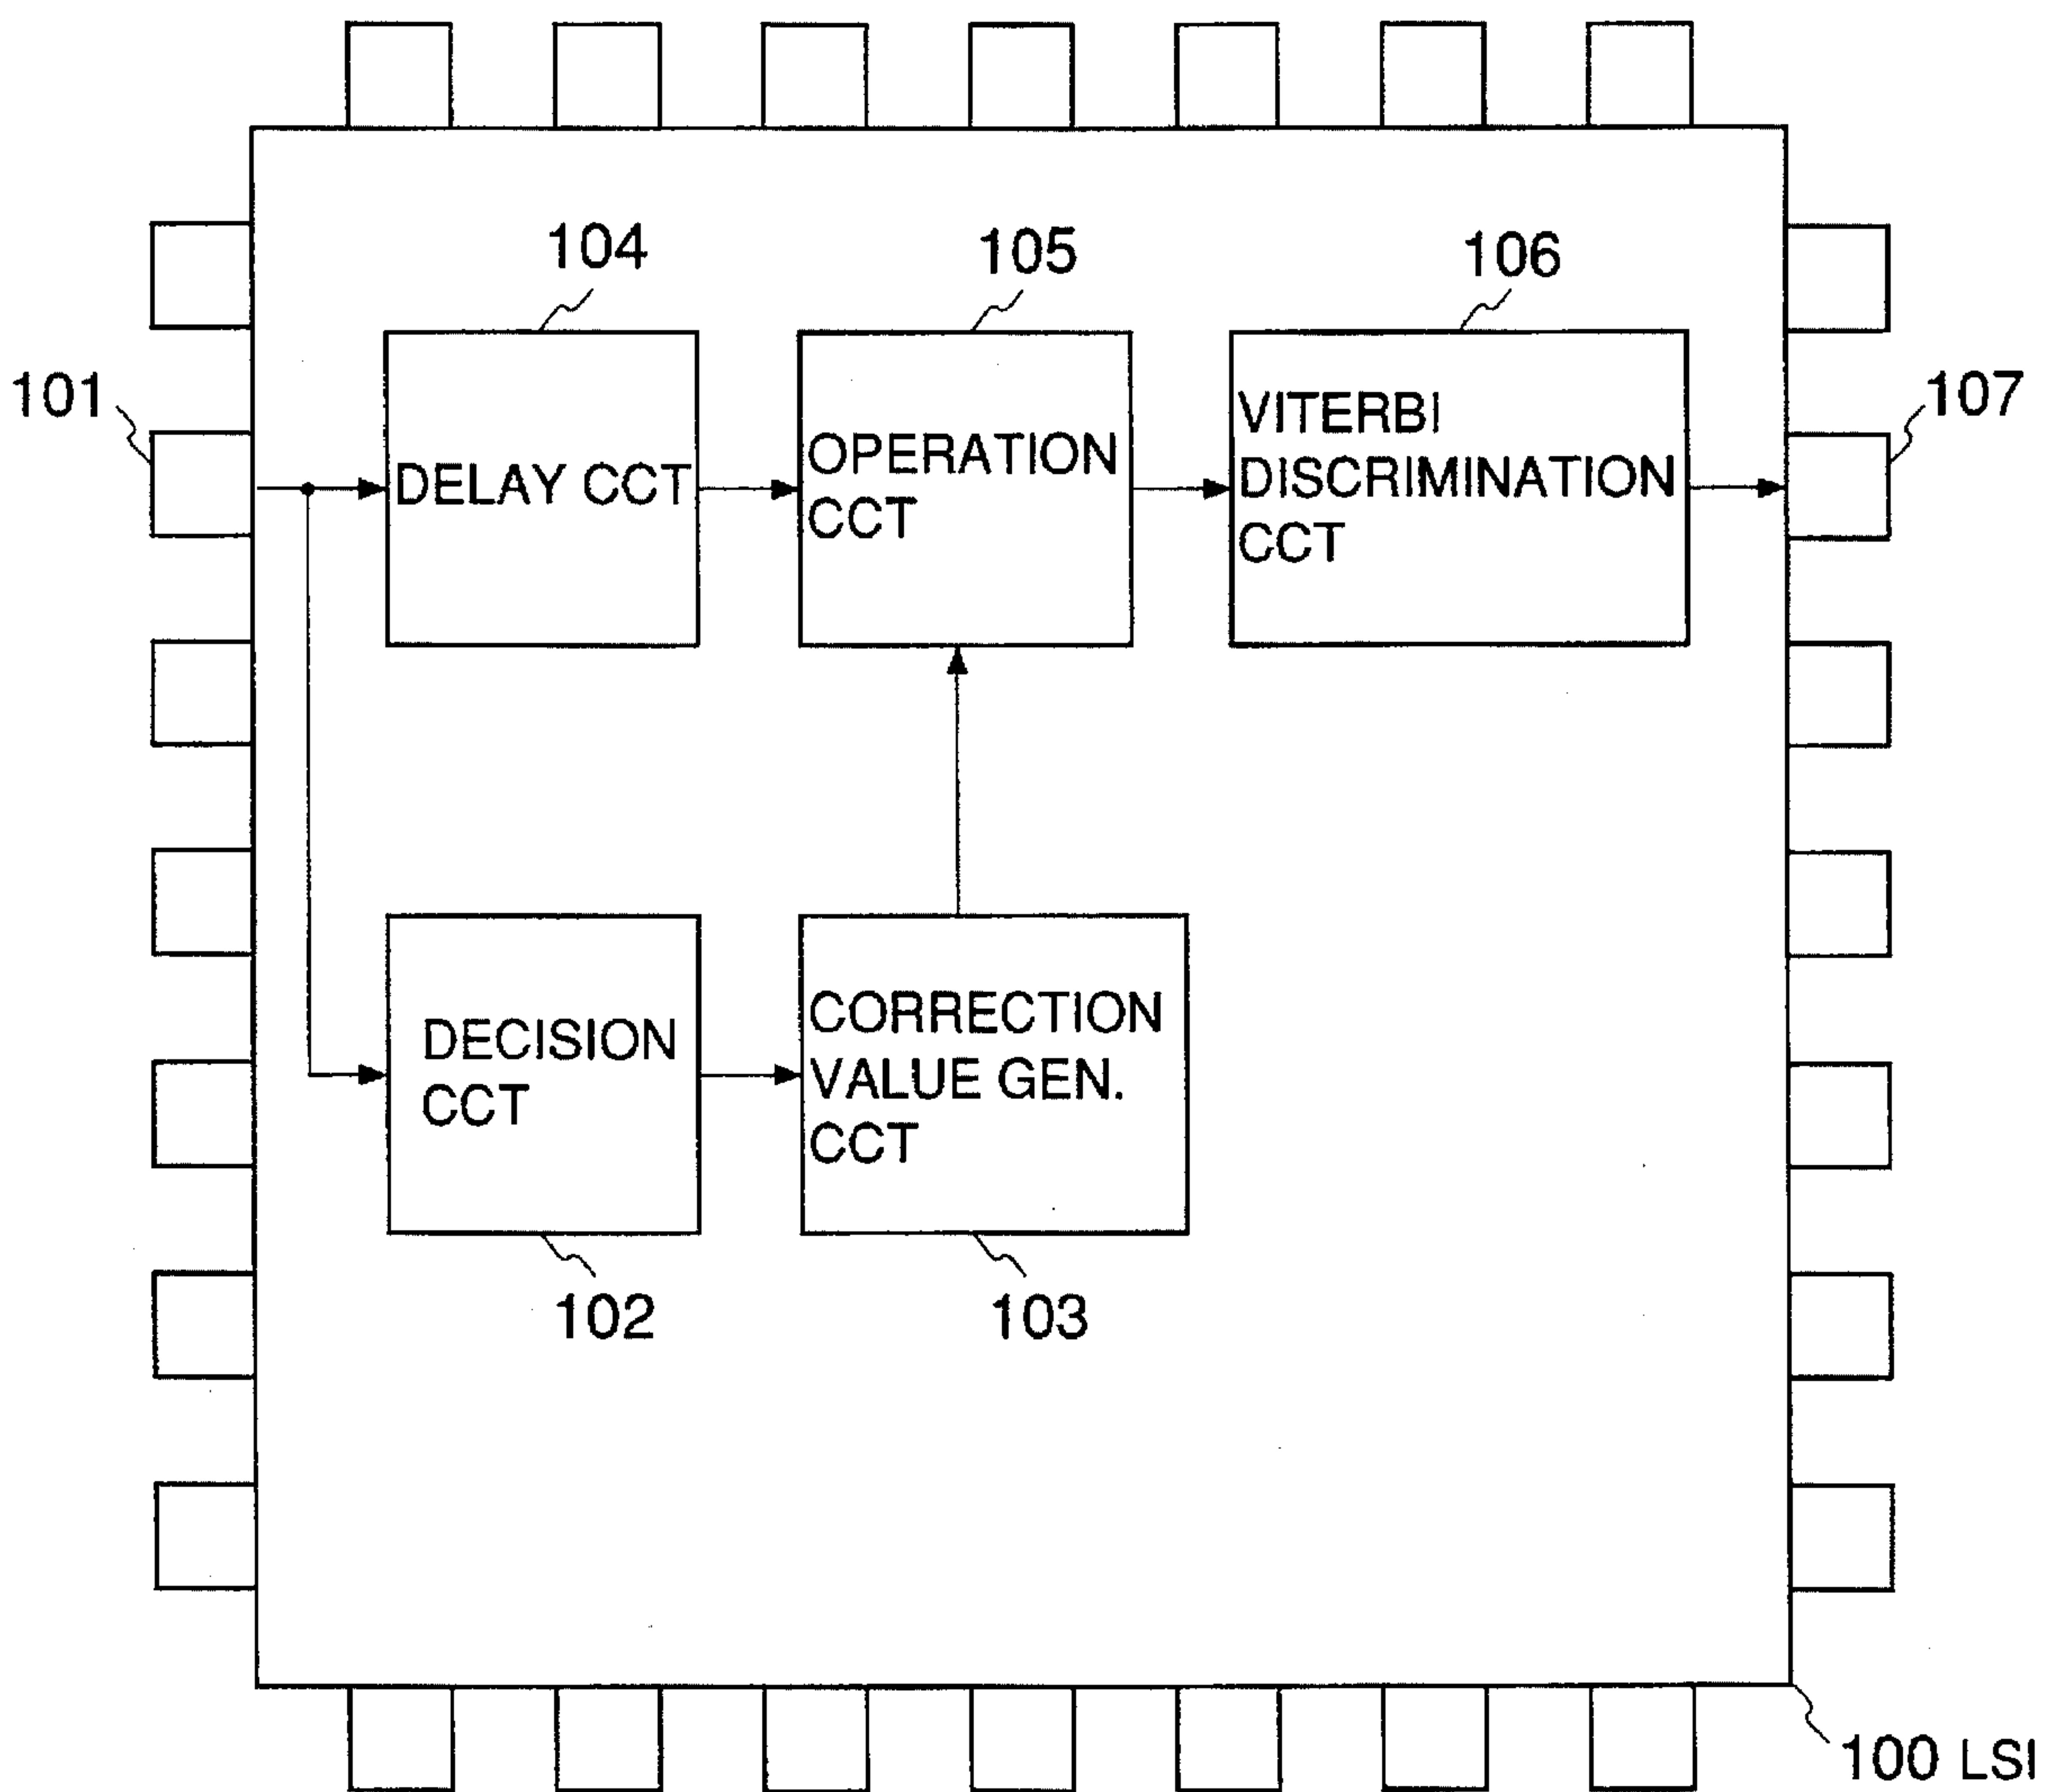 104
105
106
101
107
DELAY CCT
OPERATION
CCT
VITERBI
DISCRIMINATION
CCT
DECISION
CCT
CORRECTION
VALUE GEN.
CCT
102
103
100 LSI